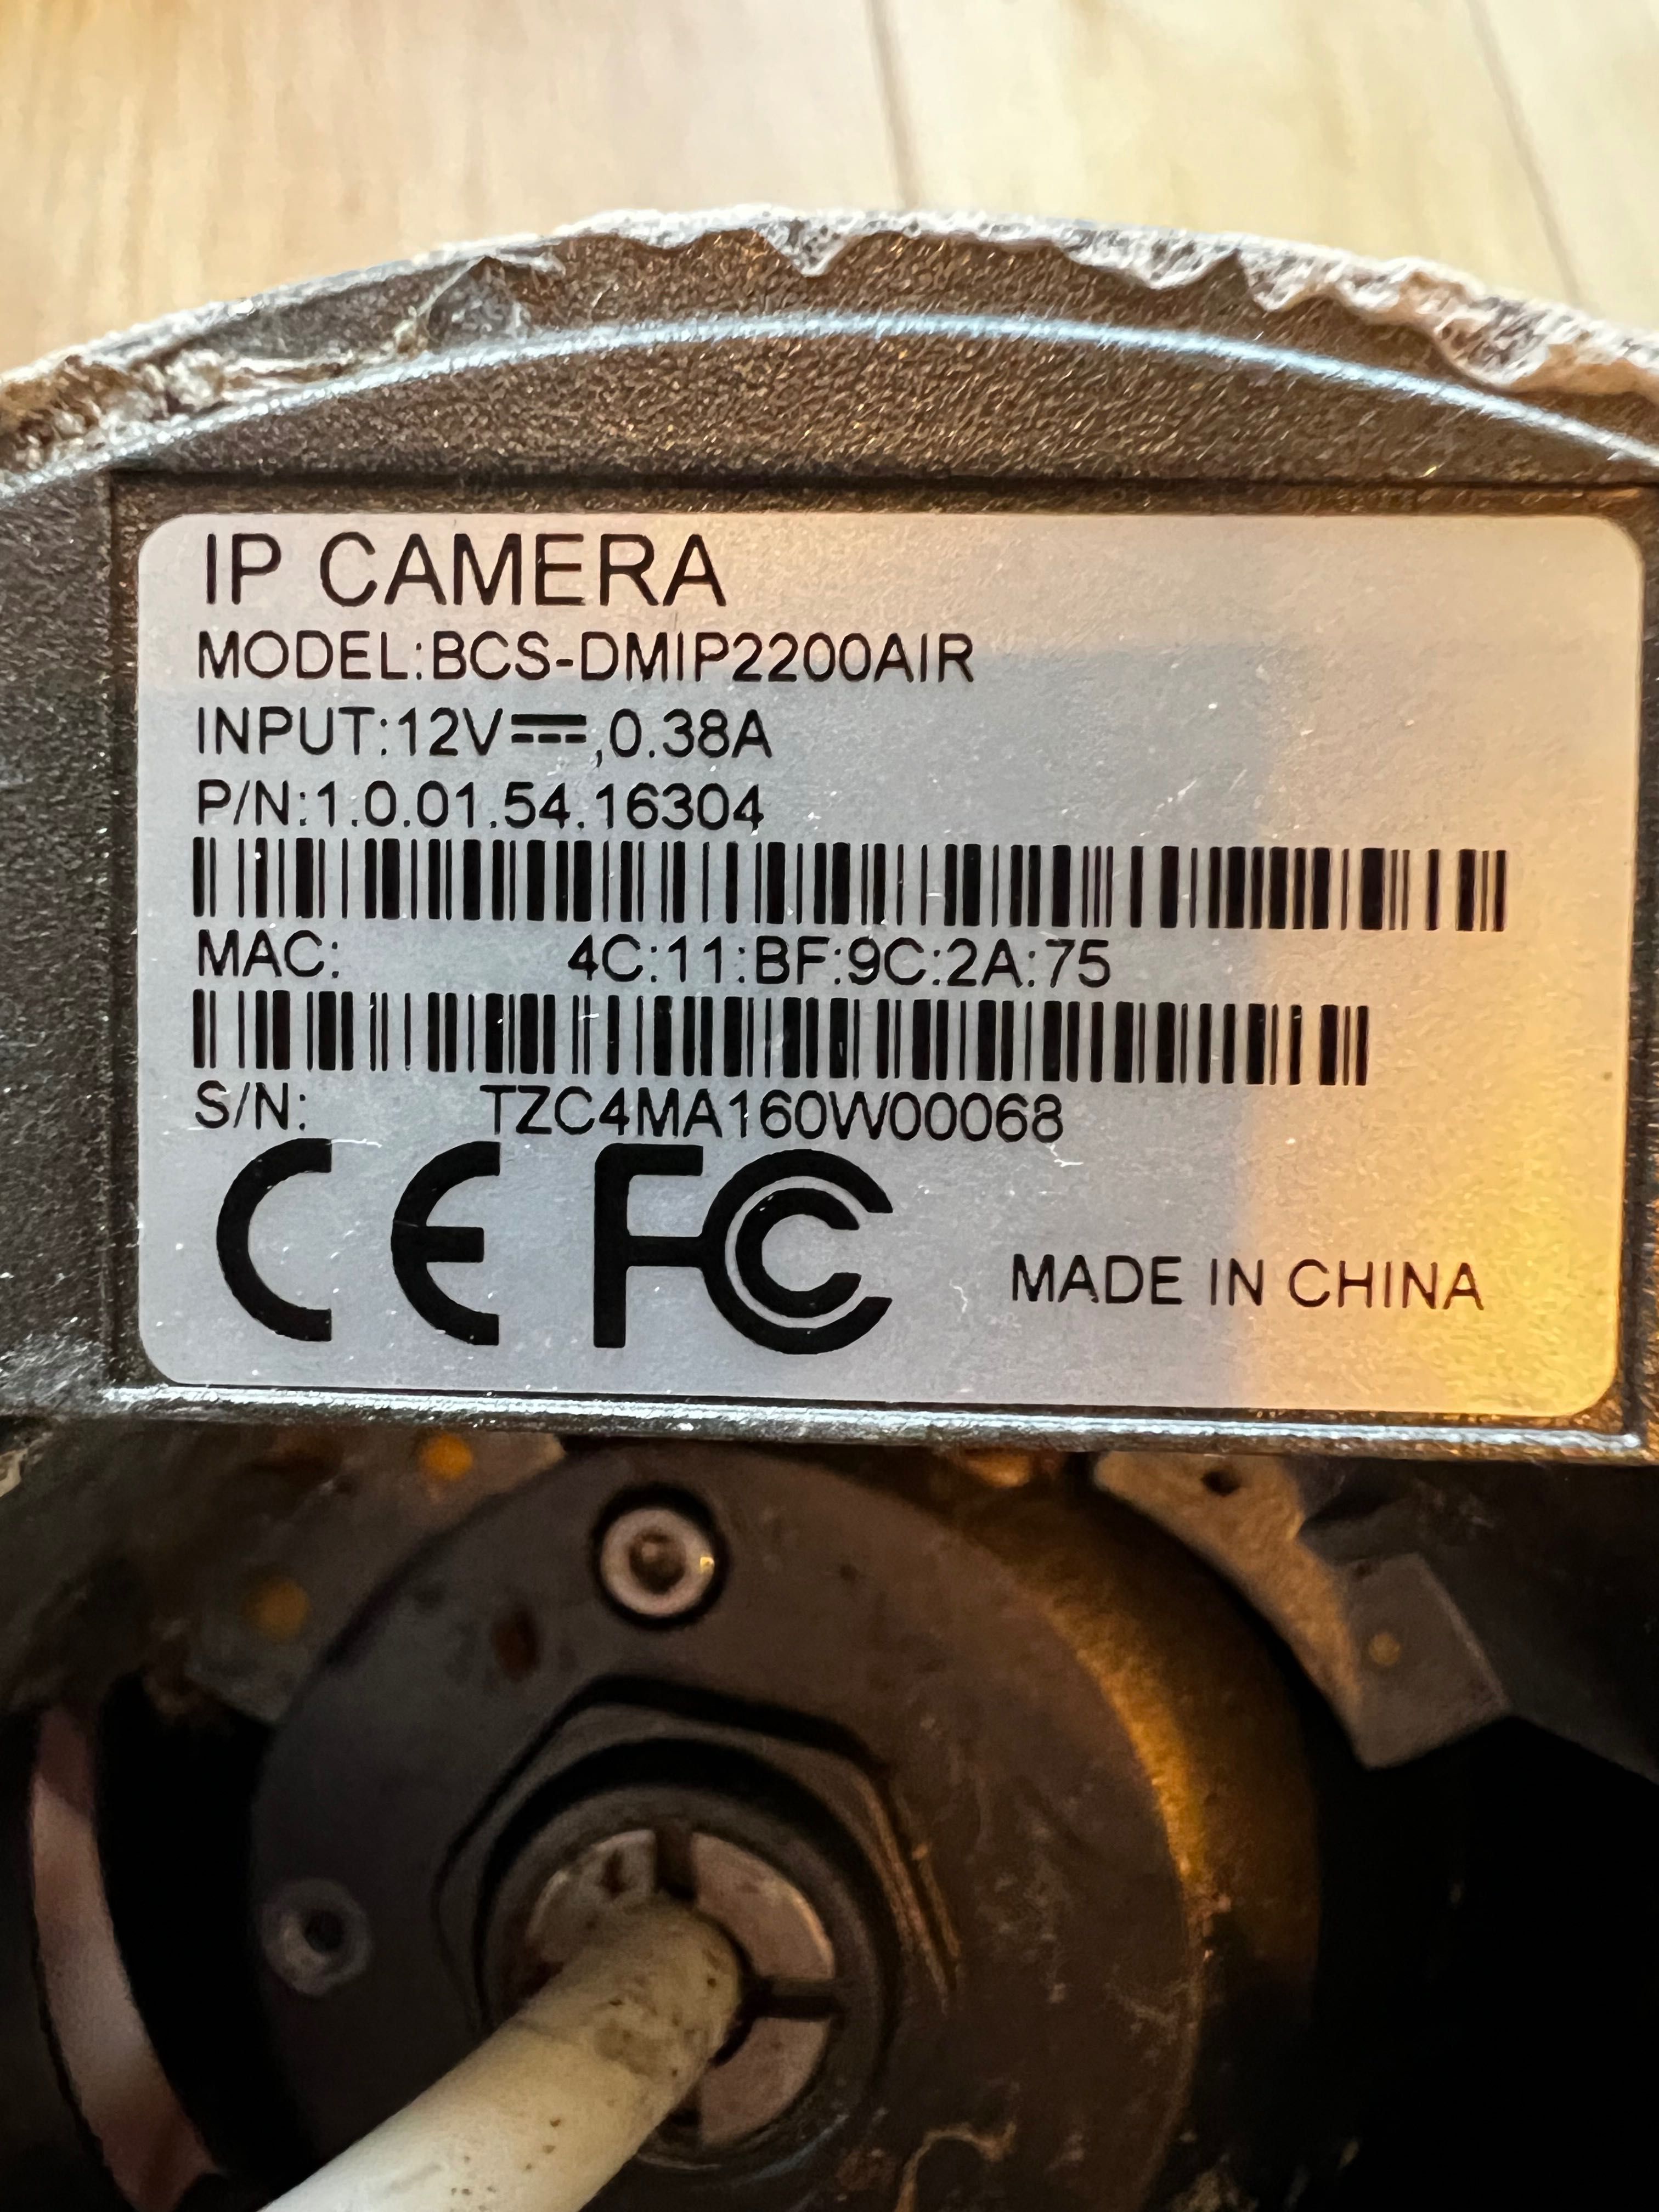 IP CAMERA
MODEL:BCS-DMIP2200AIR
INPUT:12V⎓,0.38A
P/N:1.0.01.54.16304
MAC: 4C:11:BF:9C:2A:75
S/N: TZC4MA160W00068
CE FC MADE IN CHINA